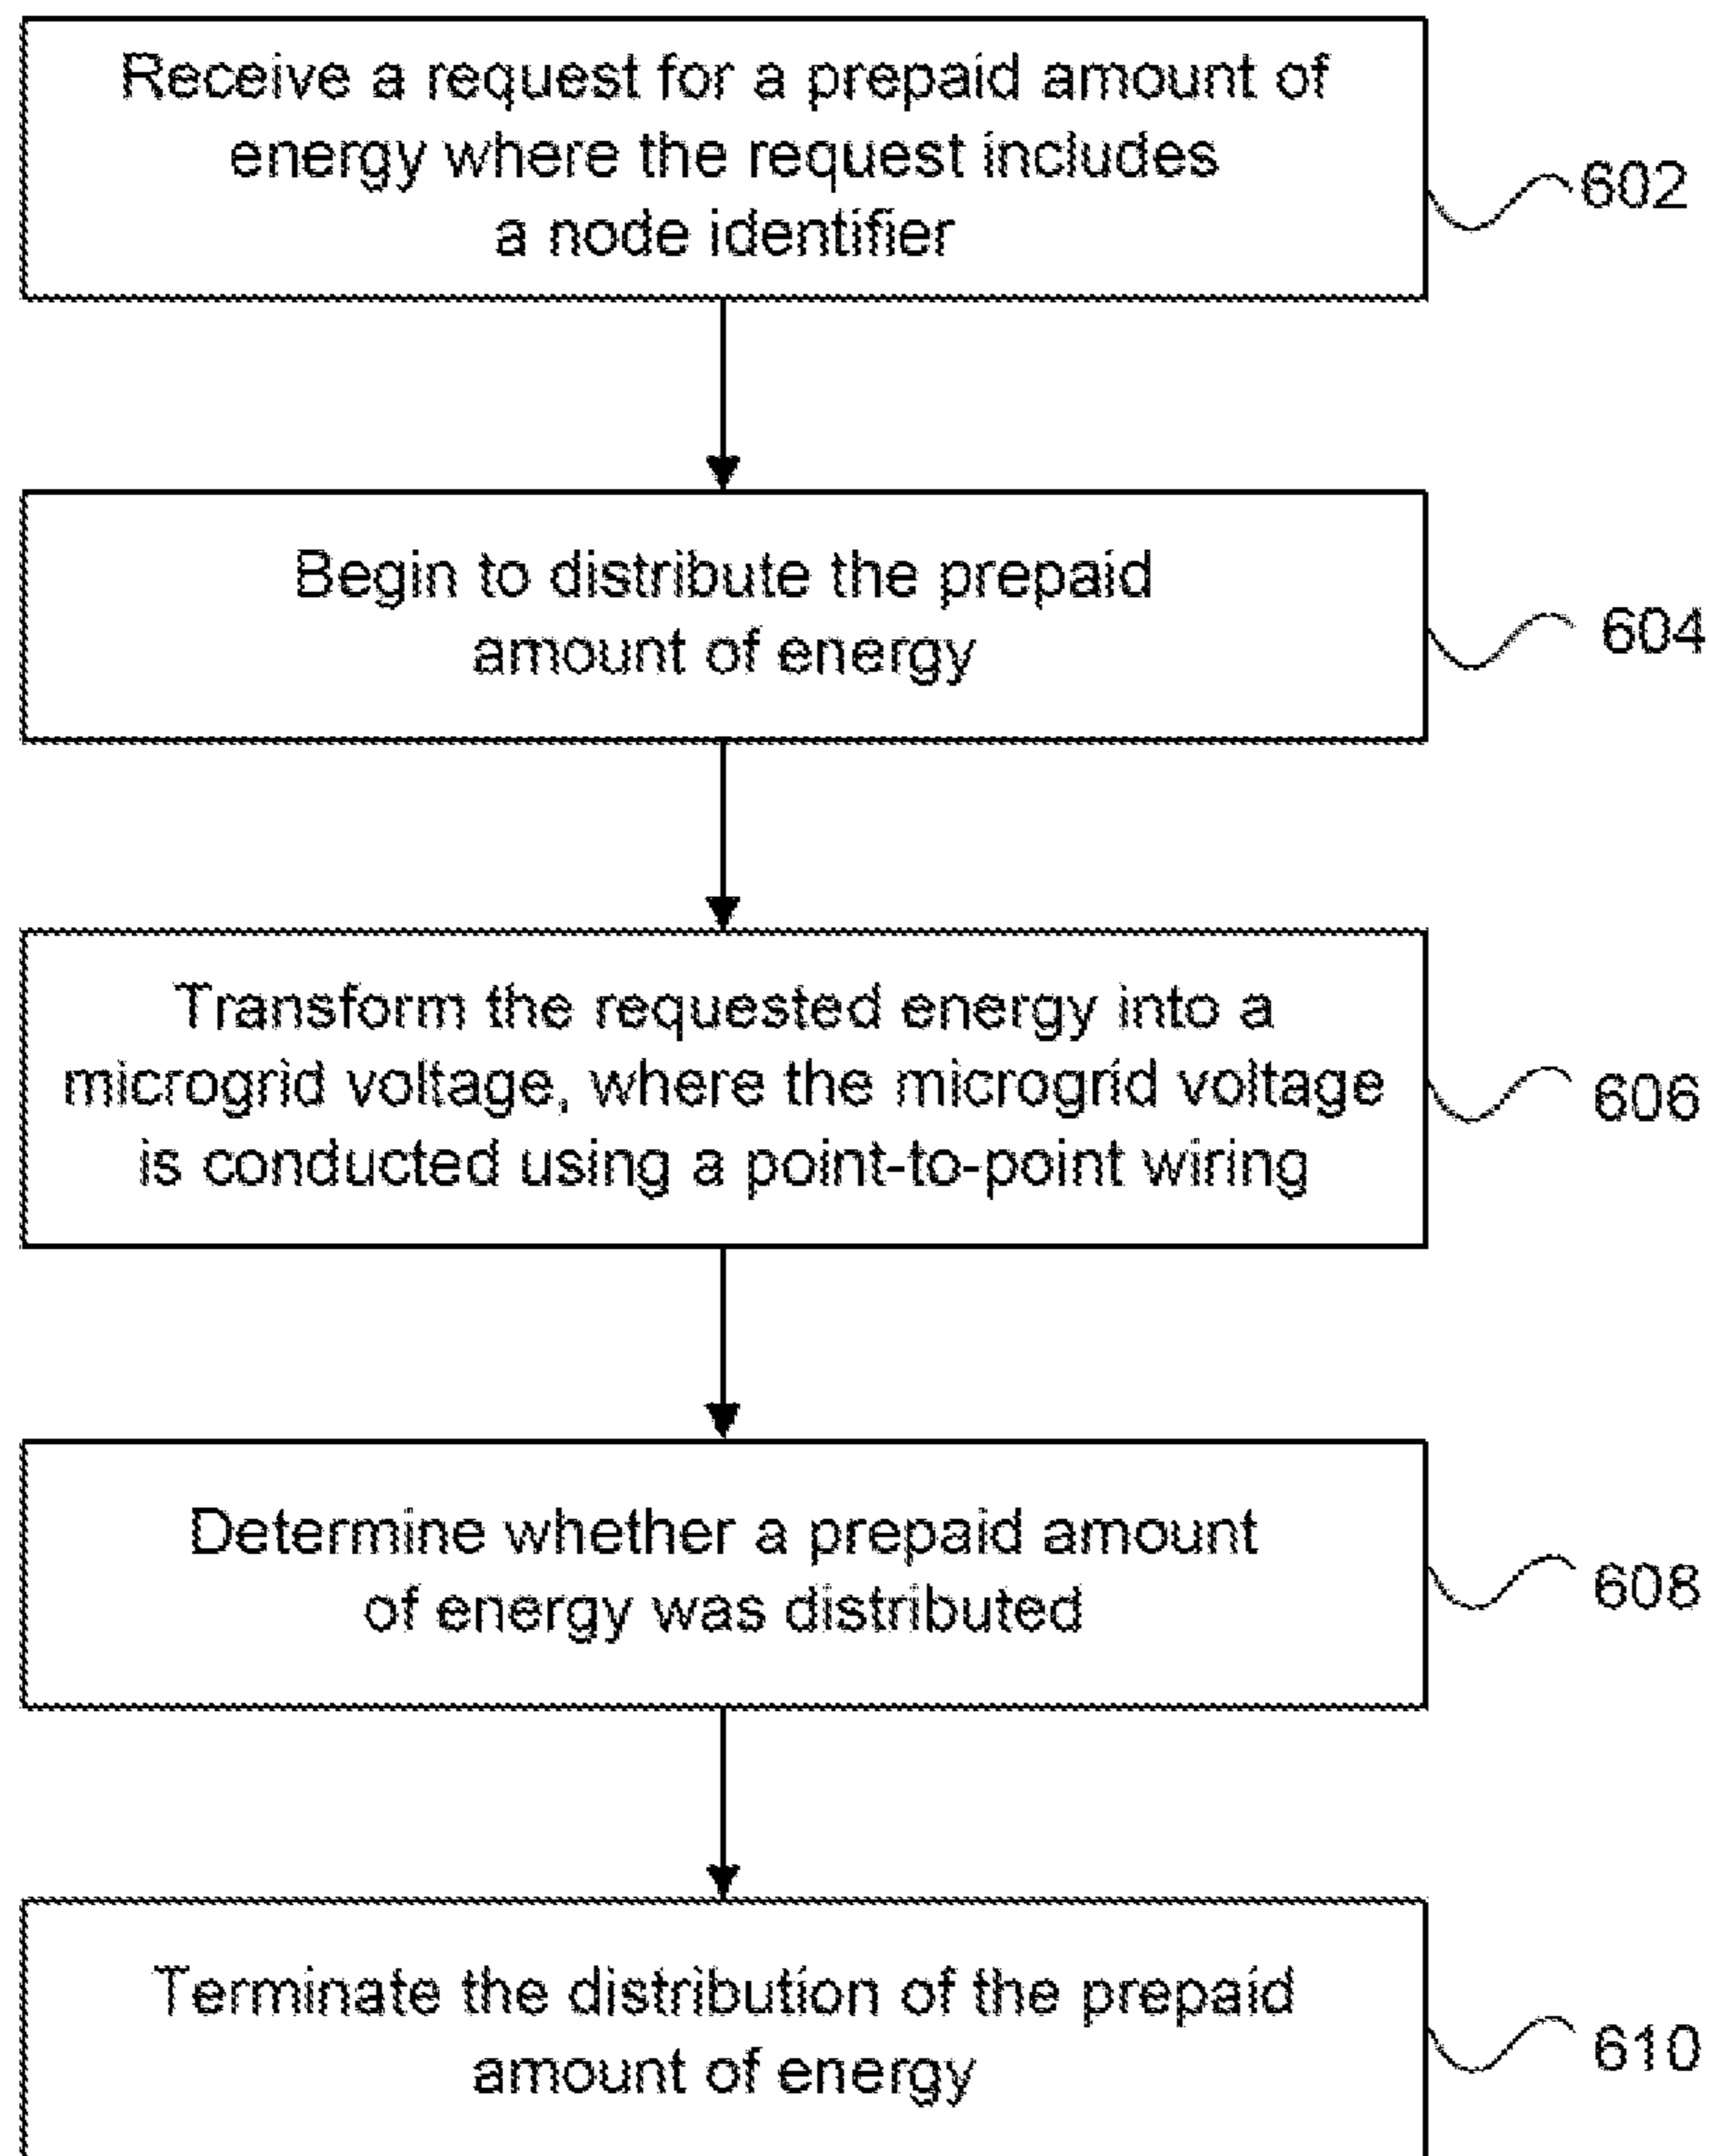 Receive a request for a prepaid amount of
energy where the request includes
a node identifier
602
Begin to distribute the prepaid
amount of energy
604
Transform the requested energy into a
microgrid voltage, where the microgrid voltage
is conducted using a point-to-point wiring
606
Determine whether a prepaid amount
of energy was distributed
608
Terminate the distribution of the prepaid
amount of energy
610